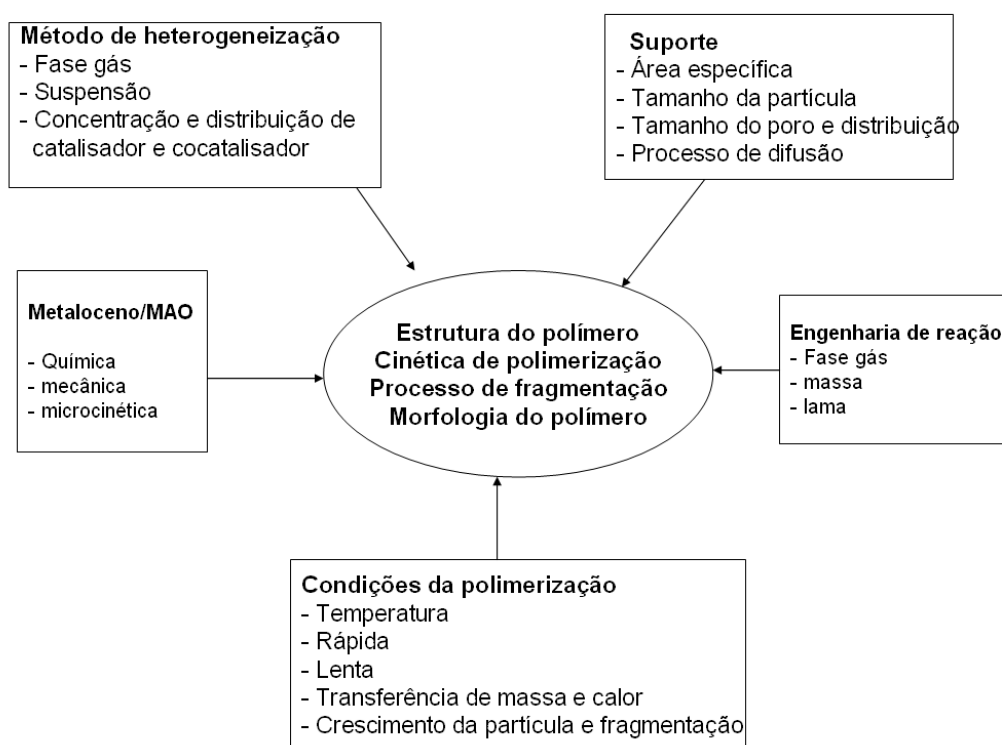 Método de heterogeneização
- Fase gás
- Suspensão
- Concentração e distribuição de
catalisador e cocatalisador
Suporte
- Área específica
- Tamanho da partícula
- Tamanho do poro e distribuição
- Processo de difusão
Metaloceno/MAO
- Química
- mecânica
- microcinética
Estrutura do polímero
Cinética de polimerização
Processo de fragmentação
Morfologia do polímero
Engenharia de reação
- Fase gás
- massa
- lama
Condições da polimerização
- Temperatura
- Rápida
- Lenta
- Transferência de massa e calor
- Crescimento da partícula e fragmentação